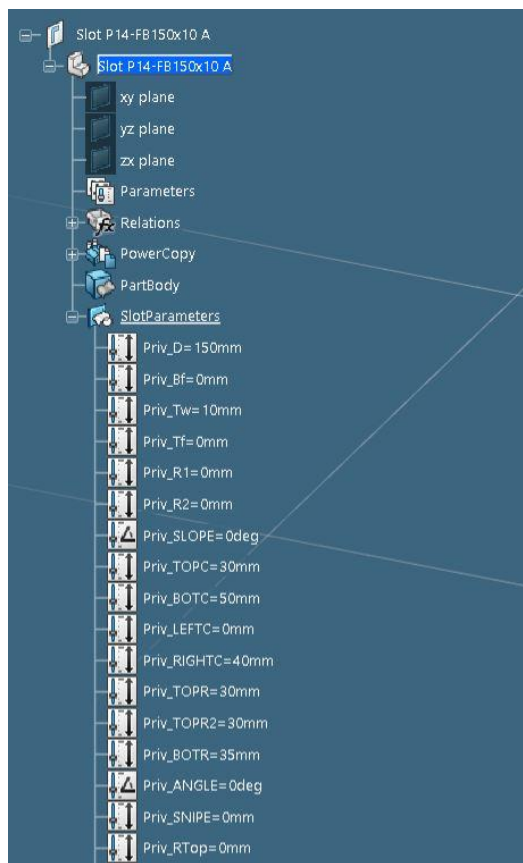 Slot P14-FB150x10 A
Slot P14-FB150x10 A
xy plane
yz plane
zx plane
Parameters
Relations
PowerCopy
PartBody
SlotParameters
Priv_D=150mm
Priv_Bf=0mm
Priv_Tw=10mm
Priv_Tf=0mm
Priv_R1=0mm
Priv_R2=0mm
Priv_SLOPE=0deg
Priv_TOPC=30mm
Priv_BOTC=50mm
Priv_LEFTC=0mm
Priv_RIGHTC=40mm
Priv_TOPR=30mm
Priv_TOPR2=30mm
Priv_BOTR=35mm
Priv_ANGLE=0deg
Priv_SNIPE=0mm
Priv_RTop=0mm